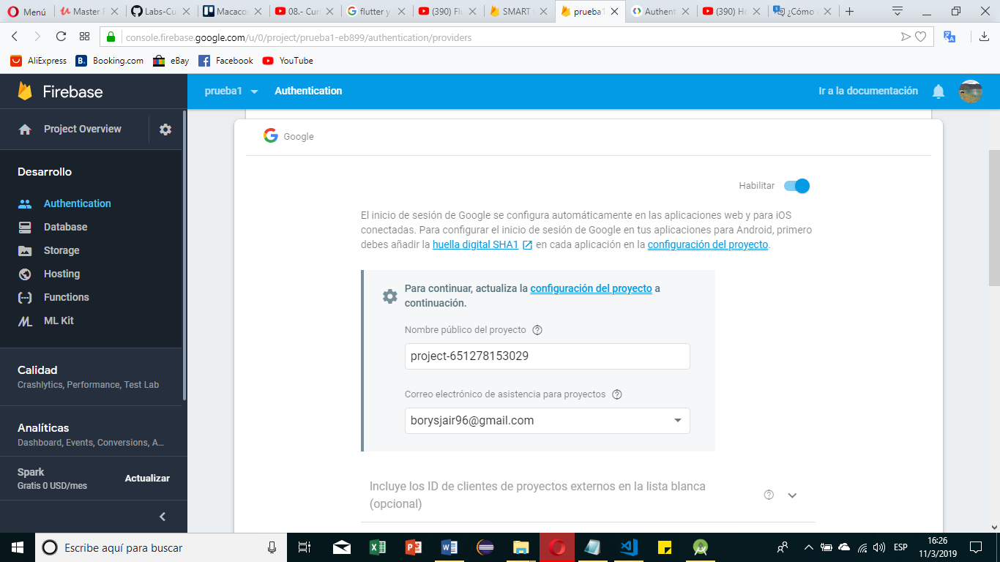 Menú
Master F
Labs-Cu
Macacos
08.- Cur
flutter y
(390) Fl
SMART
prueba1
Authent
(390) Ho
¿Cómo
console.firebase.google.com/u/0/project/prueba1-eb899/authentication/providers
AliExpress
Booking.com
eBay
Facebook
YouTube
Firebase
prueba1
Authentication
Ir a la documentación
Project Overview
Google
Desarrollo
Habilitar
Authentication
Database
Storage
Hosting
Functions
ML Kit
El inicio de sesión de Google se configura automáticamente en las aplicaciones web y para iOS
conectadas. Para configurar el inicio de sesión de Google en tus aplicaciones para Android, primero
debes añadir la huella digital SHA1 en cada aplicación en la configuración del proyecto.
Para continuar, actualiza la configuración del proyecto a
continuación.
Nombre público del proyecto
project-651278153029
Correo electrónico de asistencia para proyectos
borysjair96@gmail.com
Calidad
Crashlytics, Performance, Test Lab
Analíticas
Dashboard, Events, Conversions, A...
Spark
Gratis 0 USD/mes
Actualizar
Incluye los ID de clientes de proyectos externos en la lista blanca
(opcional)
Escribe aquí para buscar
ESP
16:26
11/3/2019